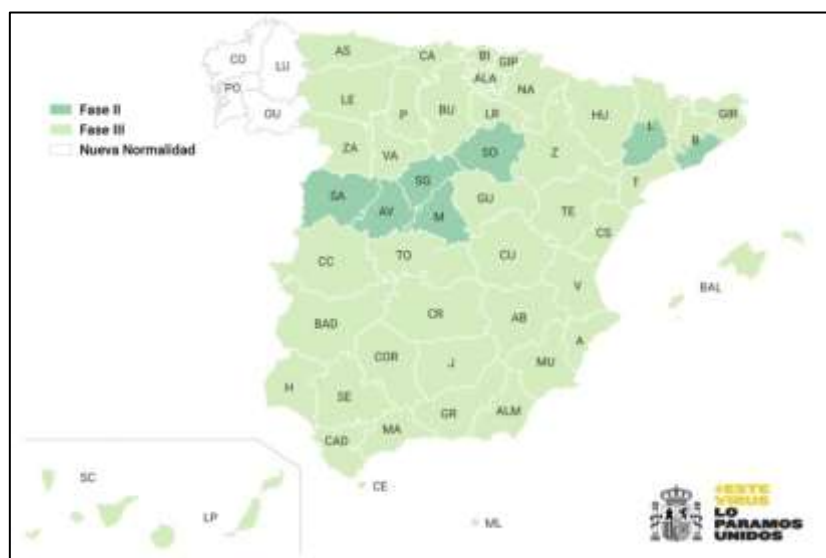 AS
CA
BI
GIP
CO
LU
ALA
NA
PO
OU
LE
P
BU
LR
HU
L
GIR
B
Fase II
Fase III
Nueva Normalidad
ZA
VA
SO
Z
T
SG
SA
AV
M
GU
TE
CS
CC
TO
CU
V
BAL
BAD
CR
AB
A
COR
J
MU
H
SE
GR
ALM
CAD
MA
SC
LP
CE
ML
#ESTE
VIRUS
LO
PARAMOS
UNIDOS